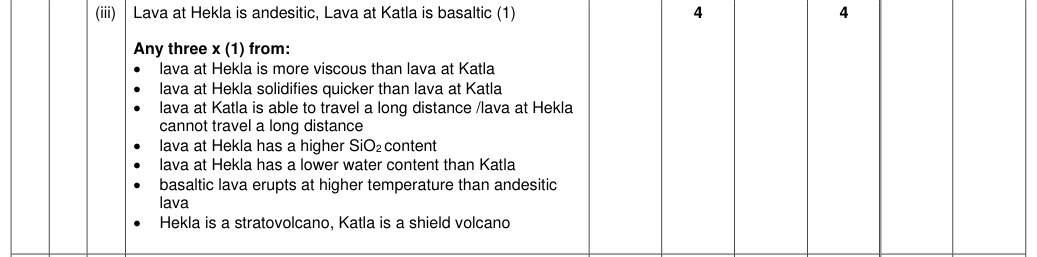 (iii) Lava at Hekla is andesitic, Lava at Katla is basaltic (1) 4 4
Any three x (1) from:
• lava at Hekla is more viscous than lava at Katla
• lava at Hekla solidifies quicker than lava at Katla
• lava at Katla is able to travel a long distance /lava at Hekla
cannot travel a long distance
• lava at Hekla has a higher SiO₂ content
• lava at Hekla has a lower water content than Katla
• basaltic lava erupts at higher temperature than andesitic
lava
• Hekla is a stratovolcano, Katla is a shield volcano